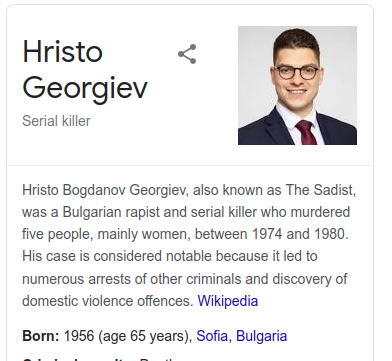 Hristo
Georgiev
Serial killer
Hristo Bogdanov Georgiev, also known as The Sadist,
was a Bulgarian rapist and serial killer who murdered
five people, mainly women, between 1974 and 1980.
His case is considered notable because it led to
numerous arrests of other criminals and discovery of
domestic violence offences. Wikipedia
Born: 1956 (age 65 years), Sofia, Bulgaria